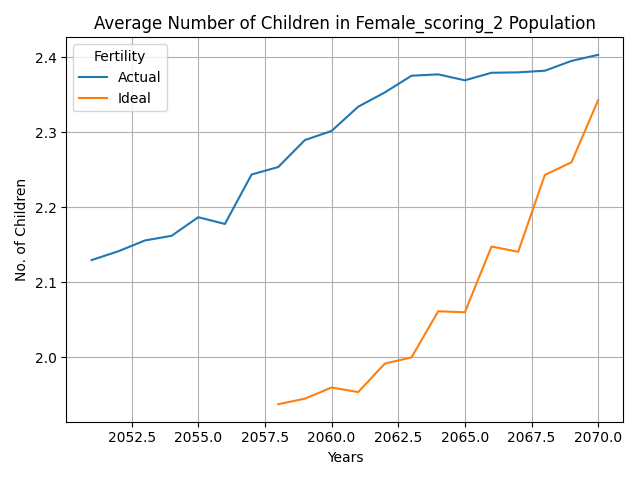 Average Number of Children in Female_scoring_2 Population
Fertility
Actual
Ideal
2.4
2.3
2.2
2.1
2.0
No. of Children
2052.5 2055.0 2057.5 2060.0 2062.5 2065.0 2067.5 2070.0
Years